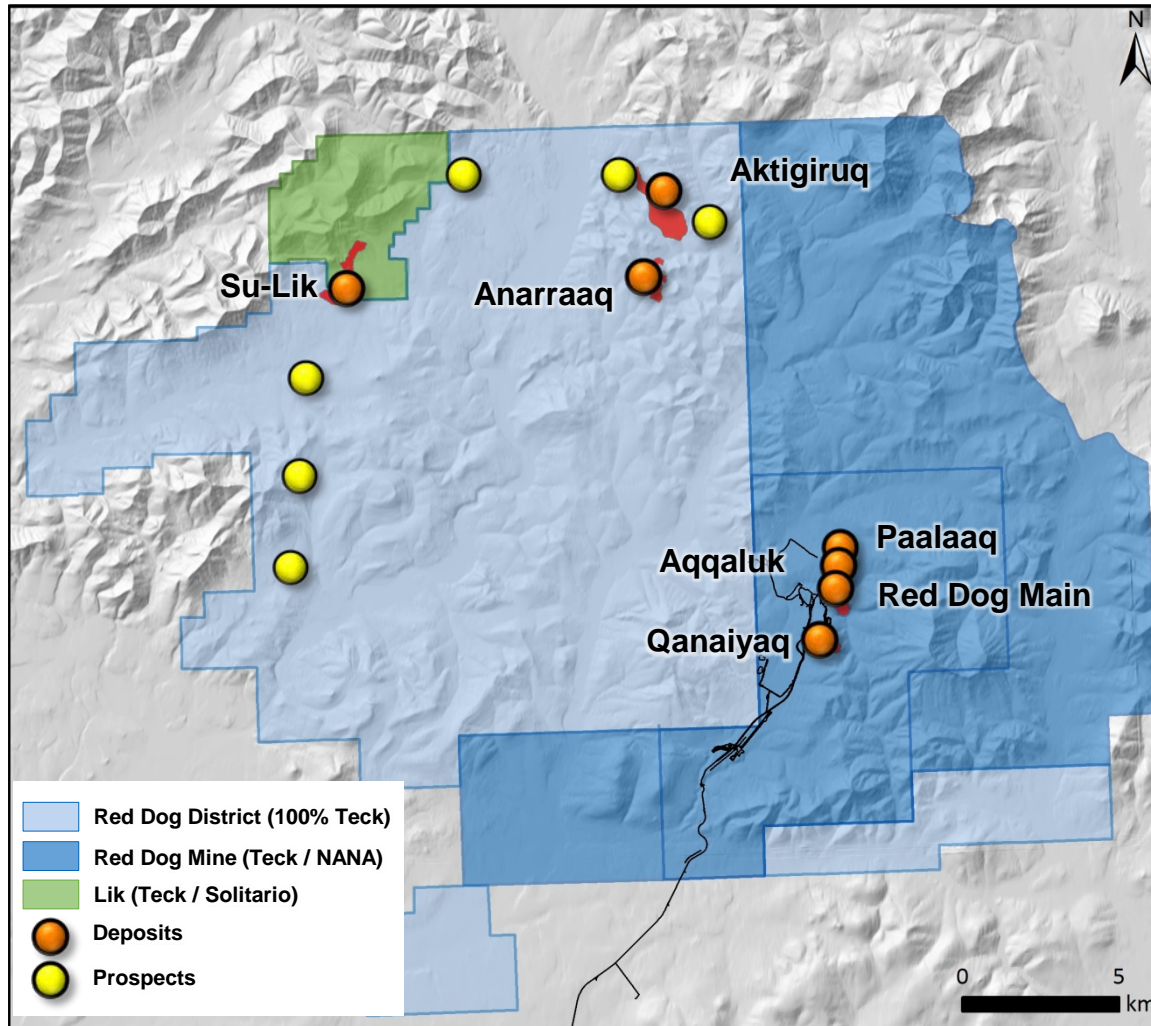 N
Aktigiruq
Su-Lik
Anarraaq
Paalaaq
Aqqaluk
Red Dog Main
Qanaiyaq
Red Dog District (100% Teck)
Red Dog Mine (Teck / NANA)
Lik (Teck / Solitario)
Deposits
Prospects
0 5
km